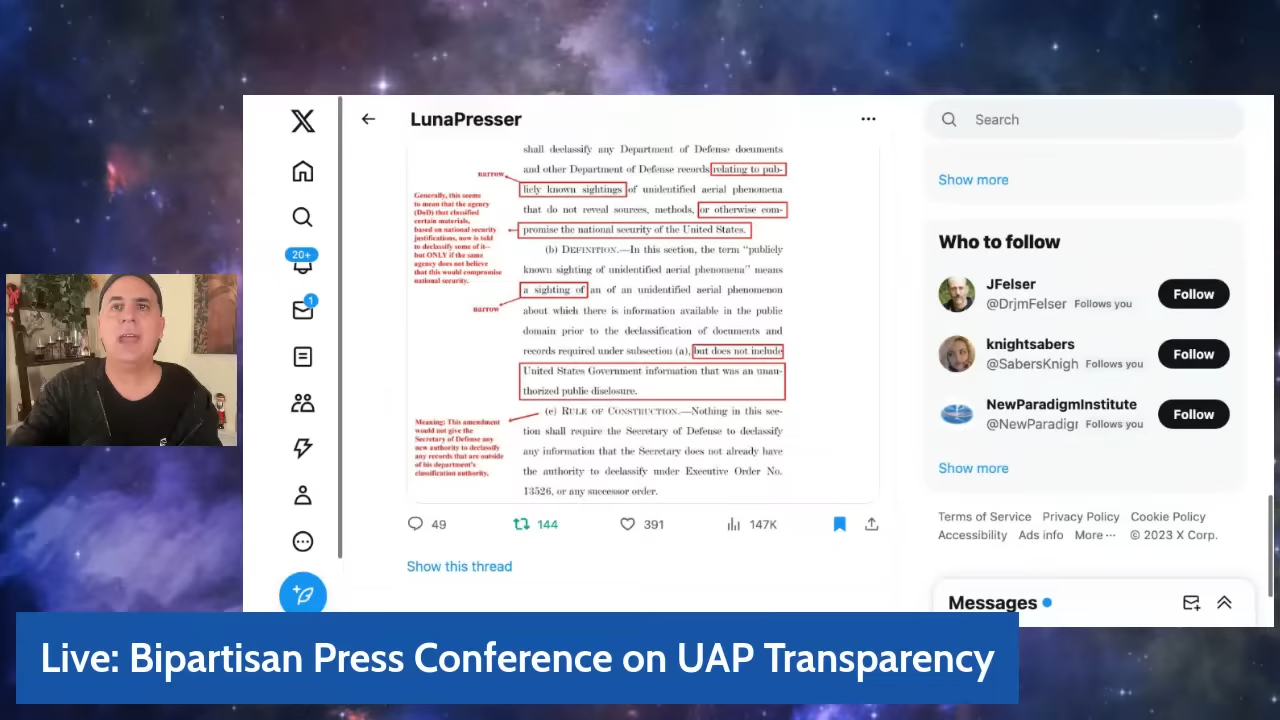 LunaPresser
shall declassify any Department of Defense documents
and other Department of Defense records relating to pub-
licly known sightings of unidentified aerial phenomena
that do not reveal sources, methods, or otherwise com-
promise the national security of the United States.
(b) DEFINITION.—In this section, the term "publicly
known sighting of unidentified aerial phenomena" means
a sighting of an of an unidentified aerial phenomenon
about which there is information available in the public
domain prior to the declassification of documents and
records required under subsection (a), but does not include
United States Government information that was an unau-
thorized public disclosure.
(c) RULE OF CONSTRUCTION.—Nothing in this sec-
tion shall require the Secretary of Defense to declassify
any information that the Secretary does not already have
the authority to declassify under Executive Order No.
13526, or any successor order.
narrow
Generally, this seems
to mean that the agency
(DoD) that classified
certain materials,
based on national security
justifications, now is told
to declassify some of it--
but ONLY if the same
agency does not believe
that this would compromise
national security.
narrow
Meaning: This amendment
would not give the
Secretary of Defense any
new authority to declassify
any records that are outside
of his department's
classification authority.
49
144
391
147K
Show this thread
20+
1
Search
Show more
Who to follow
JFelser
@DrjmFelser Follows you
Follow
knightsabers
@SabersKnigh Follows you
Follow
NewParadigmInstitute
@NewParadigr Follows you
Follow
Show more
Terms of Service Privacy Policy Cookie Policy
Accessibility Ads info More ··· © 2023 X Corp.
Messages
Live: Bipartisan Press Conference on UAP Transparency